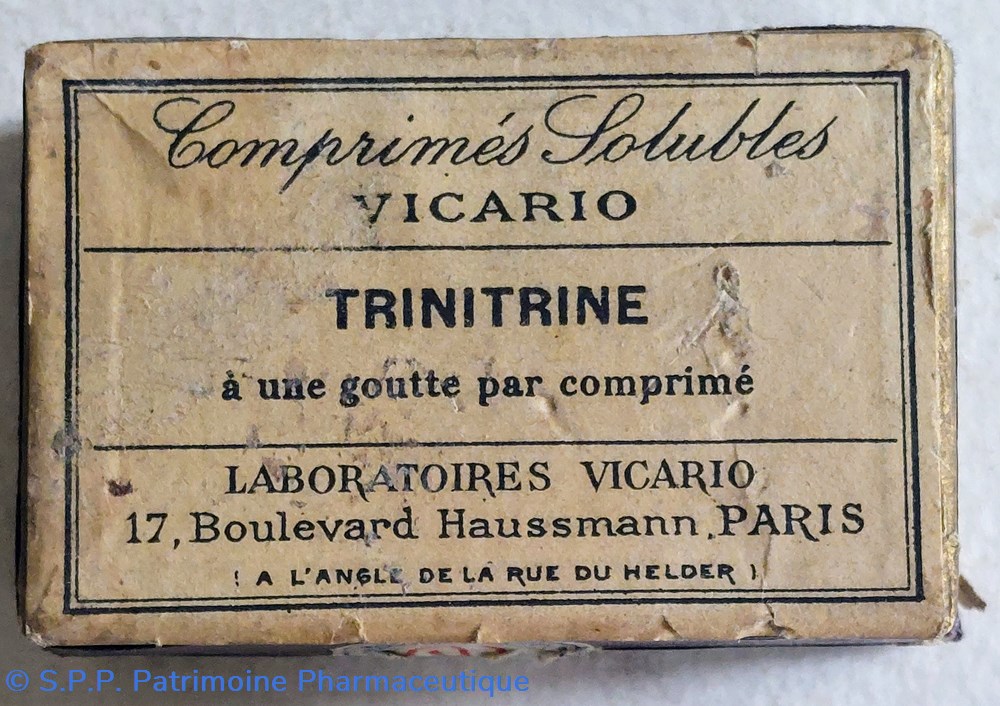 Comprimés Solubles
VICARIO
TRINITRINE
à une goutte par comprimé
LABORATOIRES VICARIO
17, Boulevard Haussmann, PARIS
( A L'ANGLE DE LA RUE DU HELDER )
© S.P.P. Patrimoine Pharmaceutique